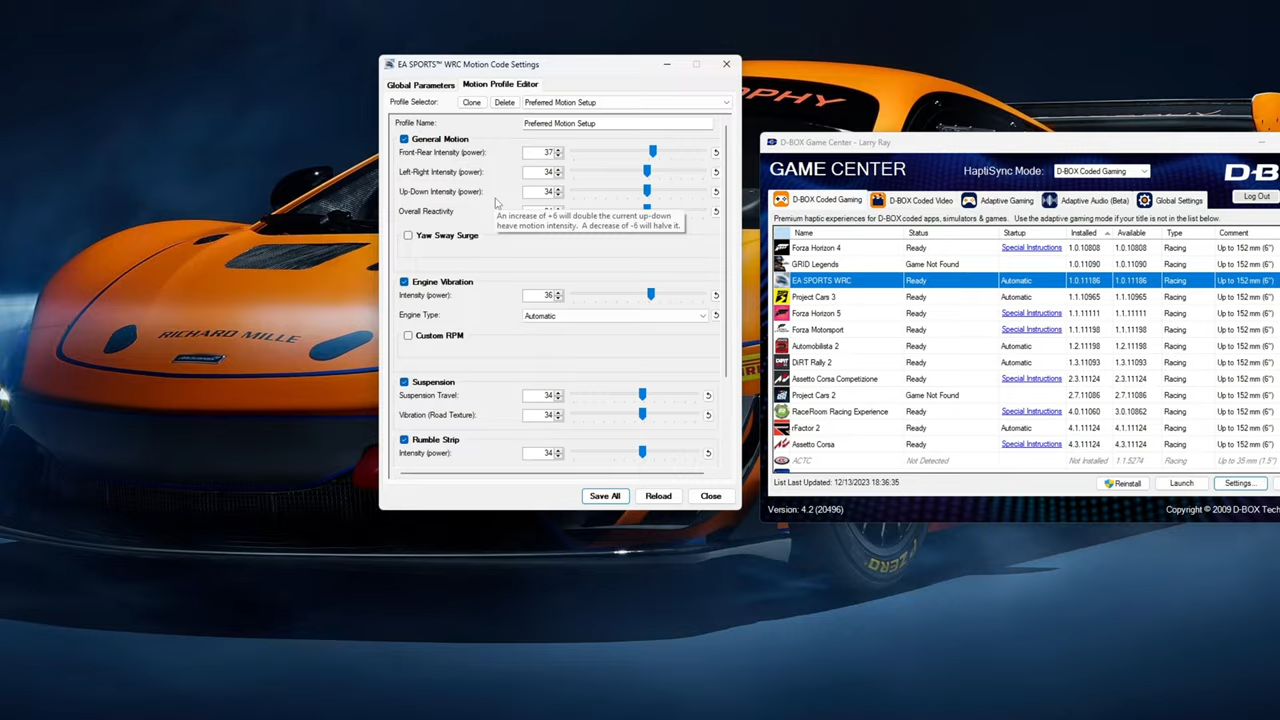 TROPHY
RICHARD MILLE
P ZERO
EA SPORTS™ WRC Motion Code Settings
Global Parameters Motion Profile Editor
Profile Selector: Clone Delete Preferred Motion Setup
Profile Name: Preferred Motion Setup
General Motion
Front-Rear Intensity (power): 37
Left-Right Intensity (power): 34
Up-Down Intensity (power): 34
Overall Reactivity
An increase of +6 will double the current up-down
heave motion intensity. A decrease of -6 will halve it.
Yaw Sway Surge
Engine Vibration
Intensity (power): 36
Engine Type: Automatic
Custom RPM
Suspension
Suspension Travel: 34
Vibration (Road Texture): 34
Rumble Strip
Intensity (power): 34
Save All Reload Close
D-BOX Game Center - Larry Ray
GAME CENTER HaptiSync Mode: D-BOX Coded Gaming D-B
D-BOX Coded Gaming D-BOX Coded Video Adaptive Gaming Adaptive Audio (Beta) Global Settings Log Out
Premium haptic experiences for D-BOX coded apps, simulators & games. Use the adaptive gaming mode if your title is not in the list below.
Name Status Startup Installed Available Type Comment
Forza Horizon 4 Ready Special Instructions 1.0.10808 1.0.10808 Racing Up to 152 mm (6")
GRID Legends Game Not Found 1.0.11090 1.0.11090 Racing Up to 152 mm (6")
EA SPORTS WRC Ready Automatic 1.0.11186 1.0.11186 Racing Up to 152 mm (6")
Project Cars 3 Ready Automatic 1.1.10965 1.1.10965 Racing Up to 152 mm (6")
Forza Horizon 5 Ready Special Instructions 1.1.11111 1.1.11111 Racing Up to 152 mm (6")
Forza Motorsport Ready Special Instructions 1.1.11198 1.1.11198 Racing Up to 152 mm (6")
Automobilista 2 Ready Automatic 1.2.11086 1.2.11086 Racing Up to 152 mm (6")
DiRT Rally 2 Ready Automatic 1.3.11093 1.3.11093 Racing Up to 152 mm (6")
Assetto Corsa Competizione Ready Special Instructions 2.3.11124 2.3.11124 Racing Up to 152 mm (6")
Project Cars 2 Game Not Found 2.7.11086 2.7.11086 Racing Up to 152 mm (6")
RaceRoom Racing Experience Ready Special Instructions 4.0.11060 3.0.10862 Racing Up to 152 mm (6")
rFactor 2 Ready Automatic 4.1.11124 4.1.11124 Racing Up to 152 mm (6")
Assetto Corsa Ready Special Instructions 4.3.11124 4.3.11124 Racing Up to 152 mm (6")
ACTC Not Detected Not Installed 1.1.5274 Racing Up to 35 mm (1.5")
List Last Updated: 12/13/2023 18:36:35 Reinstall Launch Settings...
Version: 4.2 (20496) Copyright © 2009 D-BOX Tech